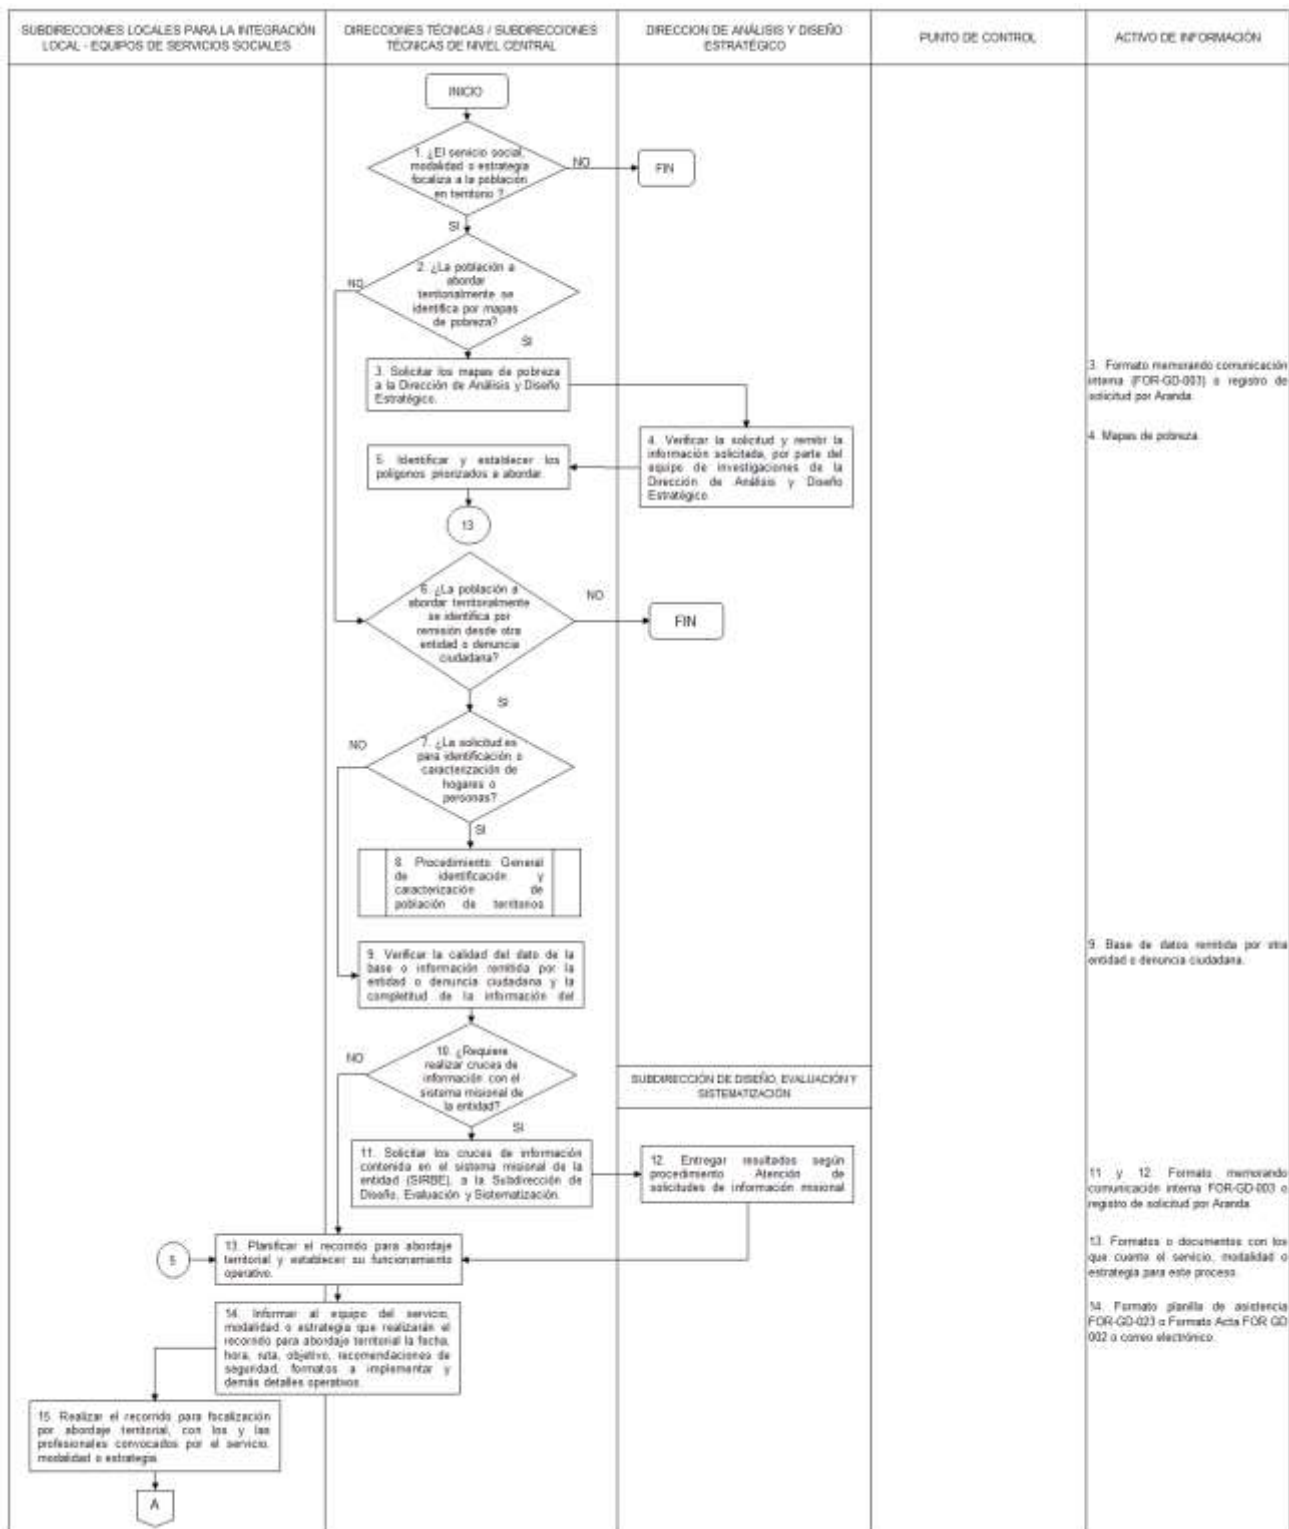 SUBDIRECCIONES LOCALES PARA LA INTEGRACIÓN
LOCAL - EQUIPOS DE SERVICIOS SOCIALES
DIRECCIONES TÉCNICAS / SUBDIRECCIONES
TÉCNICAS DE NIVEL CENTRAL
DIRECCION DE ANÁLISIS Y DISEÑO
ESTRATÉGICO
PUNTO DE CONTROL
ACTIVO DE INFORMACIÓN
INICIO
1. ¿El servicio social,
modalidad o estrategia
focaliza a la población
en territorio ?
NO
FIN
SI
2. ¿La población a
abordar
territorialmente se
identifica por mapas
de pobreza?
NO
SI
3. Solicitar los mapas de pobreza
a la Dirección de Análisis y Diseño
Estratégico.
3. Formato memorando comunicación
interna (FOR-GD-003) o registro de
solicitud por Aranda.
4. Verificar la solicitud y remitir la
información solicitada, por parte del
equipo de investigaciones de la
Dirección de Análisis y Diseño
Estratégico.
4. Mapas de pobreza.
5. Identificar y establecer los
polígonos priorizados a abordar.
13
6. ¿La población a
abordar territorialmente
se identifica por
remisión desde otra
entidad o denuncia
ciudadana?
NO
FIN
SI
7. ¿La solicitud es
para identificación o
caracterización de
hogares o
personas?
NO
SI
8. Procedimiento General
de identificación y
caracterización de
población de territorios
9. Verificar la calidad del dato de la
base o información remitida por la
entidad o denuncia ciudadana y la
completitud de la información del
9. Base de datos remitida por otra
entidad o denuncia ciudadana.
10. ¿Requiere
realizar cruces de
información con el
sistema misional de
la entidad?
NO
SI
SUBDIRECCIÓN DE DISEÑO, EVALUACIÓN Y
SISTEMATIZACIÓN
11. Solicitar los cruces de información
contenida en el sistema misional de la
entidad (SIRBE), a la Subdirección de
Diseño, Evaluación y Sistematización.
12. Entregar resultados según
procedimiento Atención de
solicitudes de información misional
11 y 12. Formato memorando
comunicación interna FOR-GD-003 o
registro de solicitud por Aranda
5
13. Planificar el recorrido para abordaje
territorial y establecer su funcionamiento
operativo.
13. Formatos o documentos con los
que cuente el servicio, modalidad o
estrategia para este proceso.
14. Informar al equipo del servicio,
modalidad o estrategia que realizarán el
recorrido para abordaje territorial la fecha,
hora, ruta, objetivo, recomendaciones de
seguridad, formatos a implementar y
demás detalles operativos.
14. Formato planilla de asistencia
FOR-GD-023 o Formato Acta FOR GD
002 o correo electrónico.
15. Realizar el recorrido para focalización
por abordaje territorial, con los y las
profesionales convocados por el servicio,
modalidad o estrategia.
A